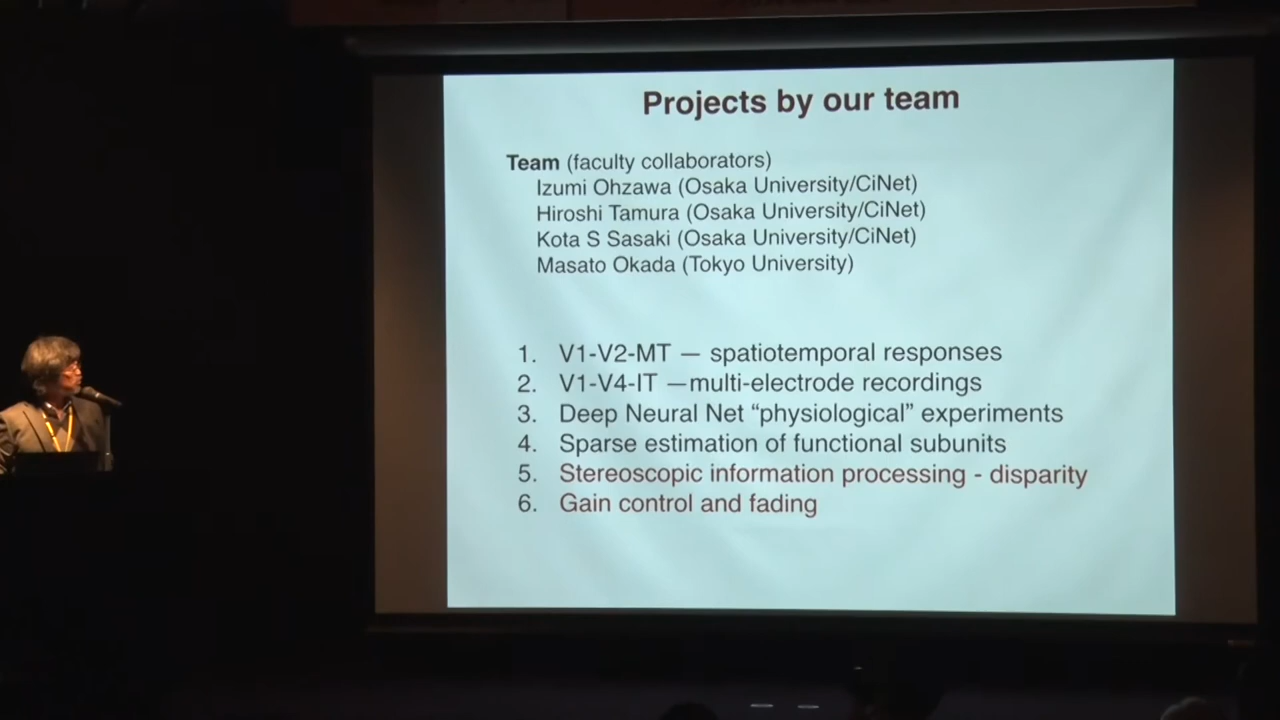 Projects by our team
Team (faculty collaborators)
Izumi Ohzawa (Osaka University/CiNet)
Hiroshi Tamura (Osaka University/CiNet)
Kota S Sasaki (Osaka University/CiNet)
Masato Okada (Tokyo University)
1. V1-V2-MT — spatiotemporal responses
2. V1-V4-IT —multi-electrode recordings
3. Deep Neural Net “physiological” experiments
4. Sparse estimation of functional subunits
5. Stereoscopic information processing - disparity
6. Gain control and fading